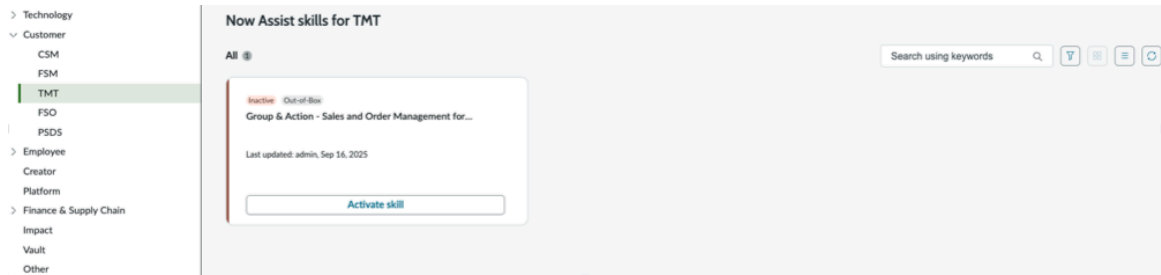 Technology
Customer
CSM
FSM
TMT
FSO
PSDS
Employee
Creator
Platform
Finance & Supply Chain
Impact
Vault
Other
Now Assist skills for TMT
All 1
Search using keywords
Inactive Out-of-Box
Group & Action - Sales and Order Management for...
Last updated: admin, Sep 16, 2025
Activate skill